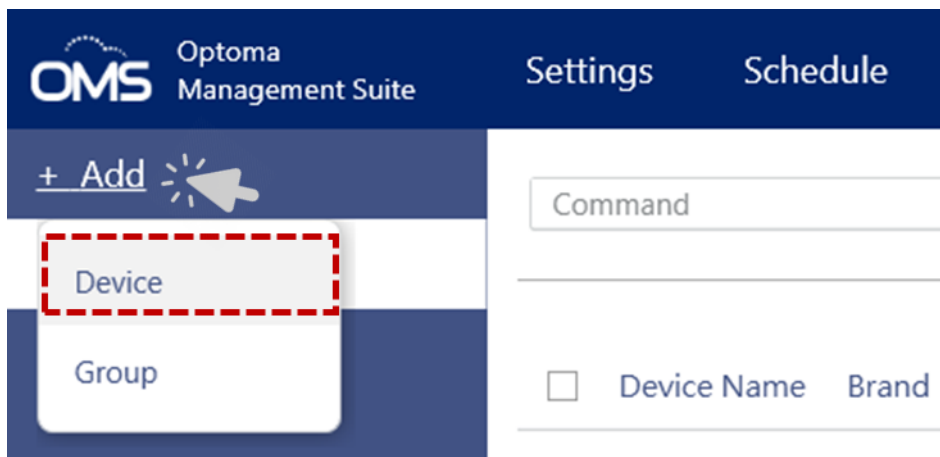 OMS
Optoma
Management Suite
Settings
Schedule
+ Add
Command
Device
Group
Device Name
Brand